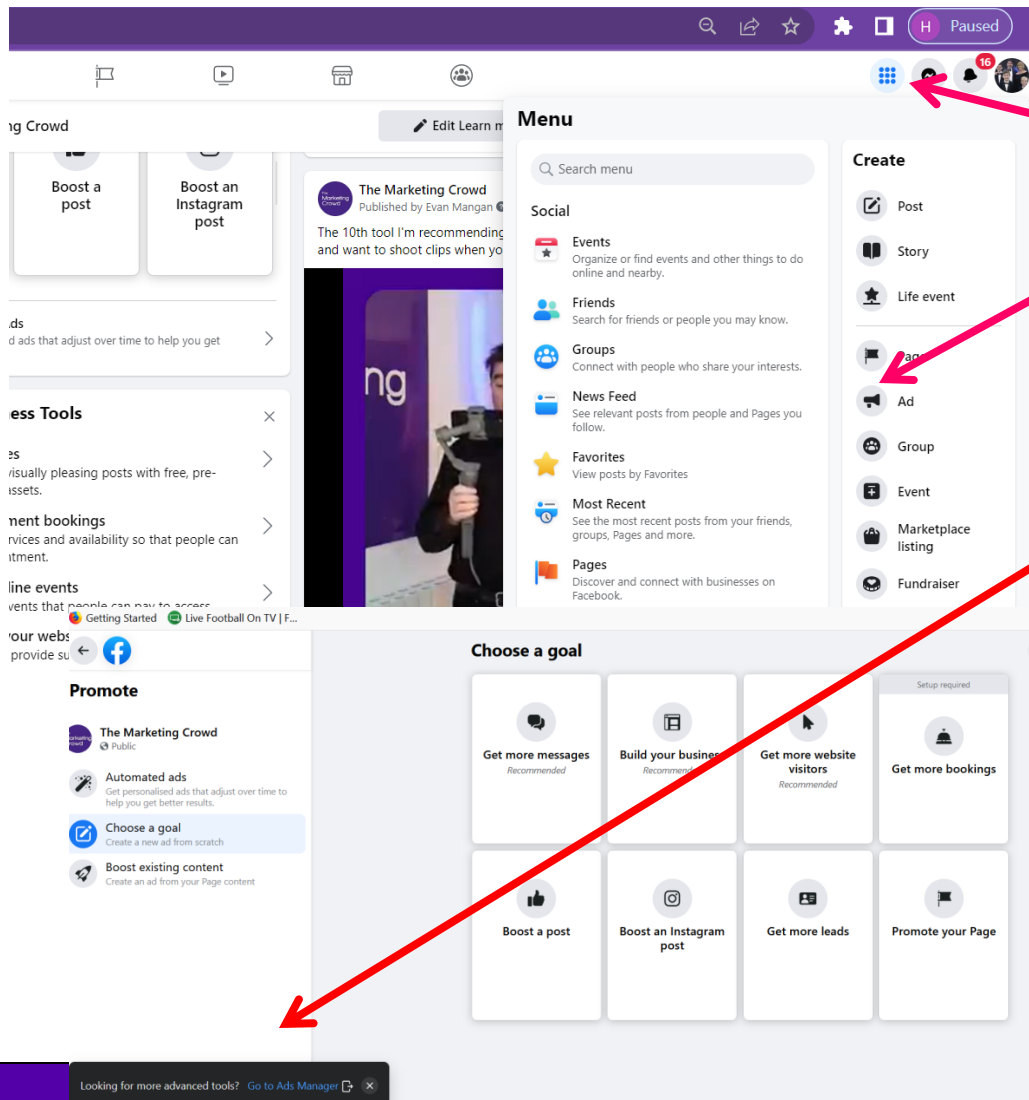 H Paused
16
ng Crowd
Edit Learn m
Boost a
post
Boost an
Instagram
post
ds
d ads that adjust over time to help you get
ess Tools
es
visually pleasing posts with free, pre-
assets.
ment bookings
rvices and availability so that people can
ntment.
line events
vents that people can pay to access
your webs
provide su
The Marketing Crowd
Published by Evan Mangan
The 10th tool I'm recommending
and want to shoot clips when yo
ng
Menu
Search menu
Social
Events
Organize or find events and other things to do
online and nearby.
Friends
Search for friends or people you may know.
Groups
Connect with people who share your interests.
News Feed
See relevant posts from people and Pages you
follow.
Favorites
View posts by Favorites
Most Recent
See the most recent posts from your friends,
groups, Pages and more.
Pages
Discover and connect with businesses on
Facebook.
Create
Post
Story
Life event
Page
Ad
Group
Event
Marketplace
listing
Fundraiser
Getting Started Live Football On TV | F...
Promote
The Marketing Crowd
Public
Automated ads
Get personalised ads that adjust over time to
help you get better results.
Choose a goal
Create a new ad from scratch
Boost existing content
Create an ad from your Page content
Choose a goal
Get more messages
Recommended
Build your business
Recommended
Get more website
visitors
Recommended
Setup required
Get more bookings
Boost a post
Boost an Instagram
post
Get more leads
Promote your Page
Looking for more advanced tools? Go to Ads Manager